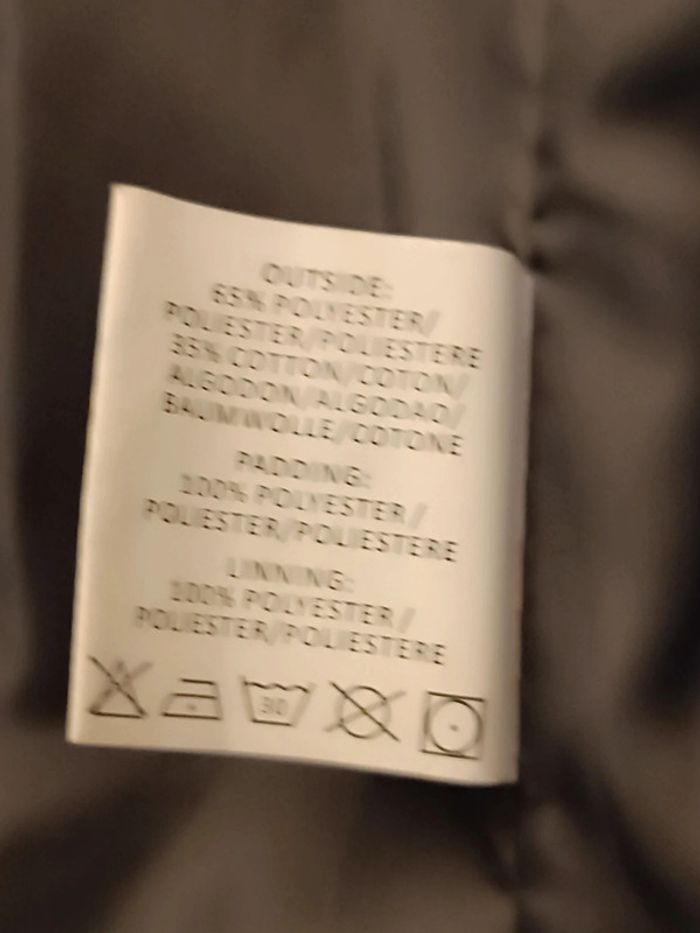 OUTSIDE:
65% POLYESTER/
POLIESTER/POLIESTERE
35% COTTON/COTON/
ALGODON/ALGODAO/
BAUMWOLLE/COTONE
PADDING:
100% POLYESTER/
POLIESTER/POLIESTERE
LINNING:
100% POLYESTER/
POLIESTER/POLIESTERE
30